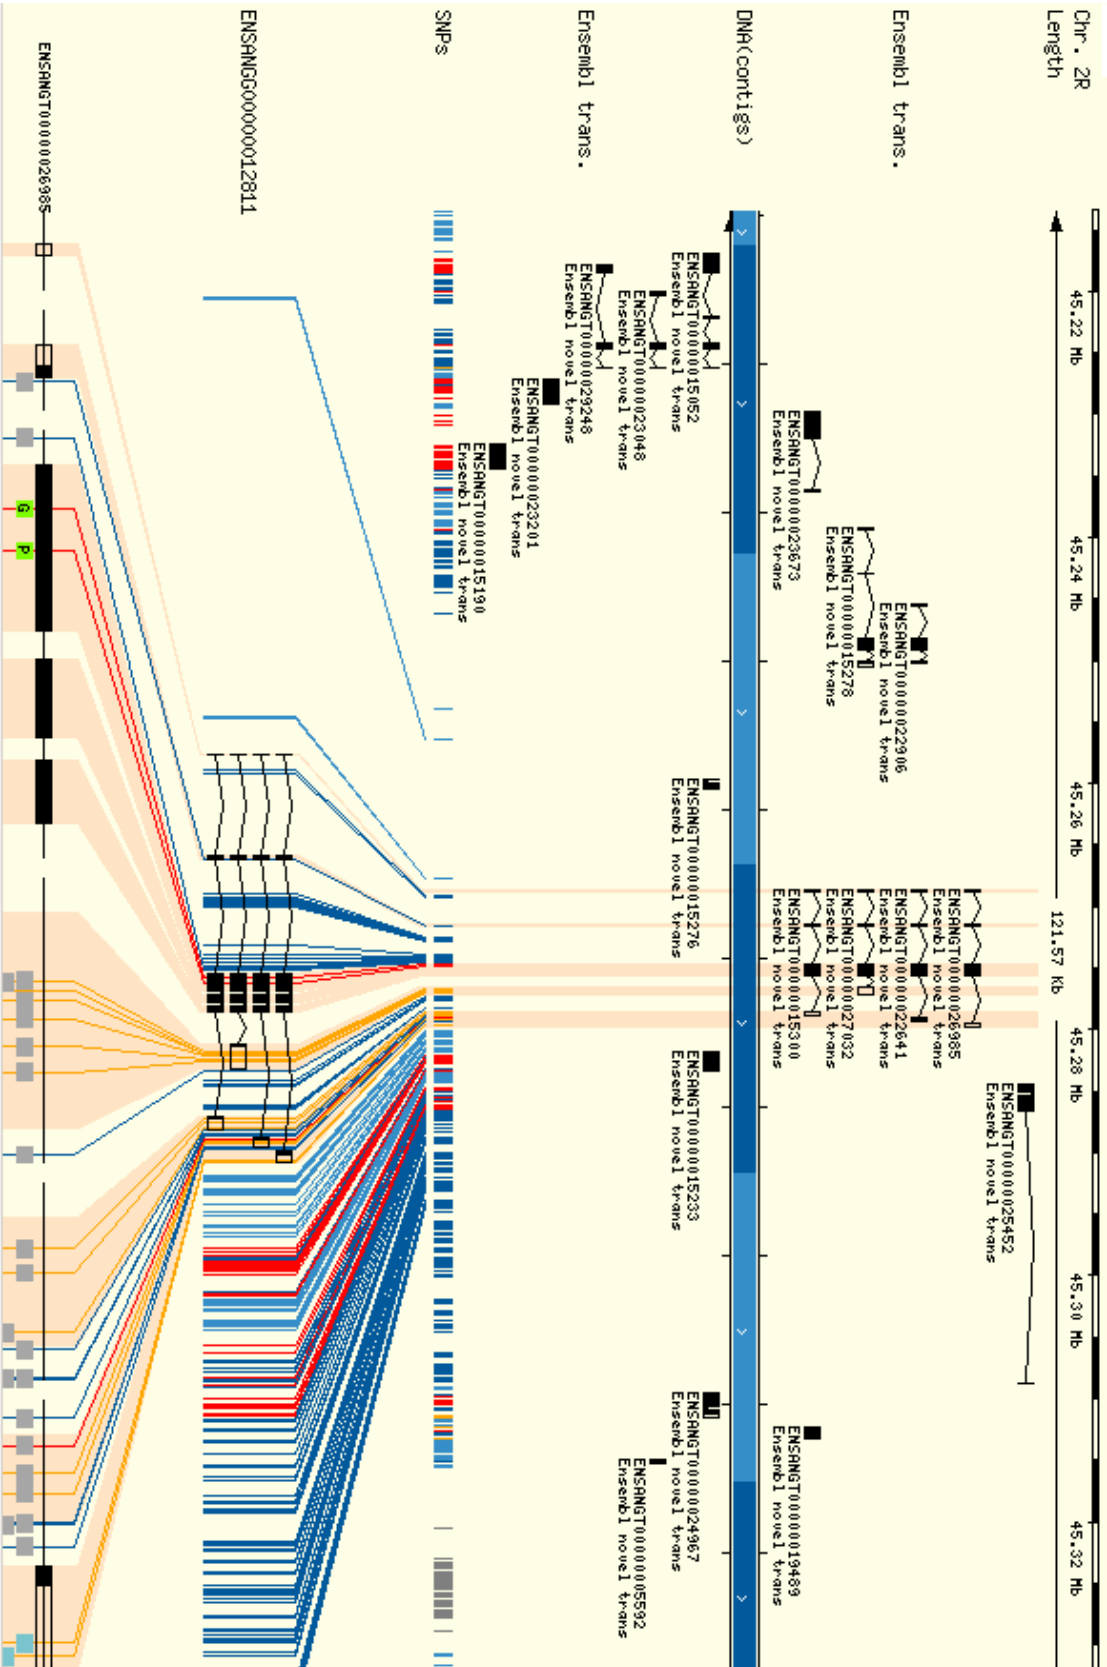 Chr. 2R
Length
45.22 Mb
45.24 Mb
45.26 Mb
45.28 Mb
45.30 Mb
45.32 Mb
121.57 Kb
Ensembl trans.
ENSANGT00000025452
Ensembl novel trans
ENSANGT00000026985
Ensembl novel trans
ENSANGT00000022906
Ensembl novel trans
ENSANGT00000022641
Ensembl novel trans
ENSANGT00000015278
Ensembl novel trans
ENSANGT00000027032
Ensembl novel trans
ENSANGT00000023673
Ensembl novel trans
ENSANGT00000015300
Ensembl novel trans
ENSANGT00000019489
Ensembl novel trans
DNA(contigs)
Ensembl trans.
ENSANGT00000015052
Ensembl novel trans
ENSANGT00000015276
Ensembl novel trans
ENSANGT00000015233
Ensembl novel trans
ENSANGT00000024967
Ensembl novel trans
ENSANGT00000023048
Ensembl novel trans
ENSANGT00000005592
Ensembl novel trans
ENSANGT00000029248
Ensembl novel trans
ENSANGT00000023201
Ensembl novel trans
ENSANGT00000015190
Ensembl novel trans
SNPs
ENSANGG00000012811
ENSANGT00000026985
G
P